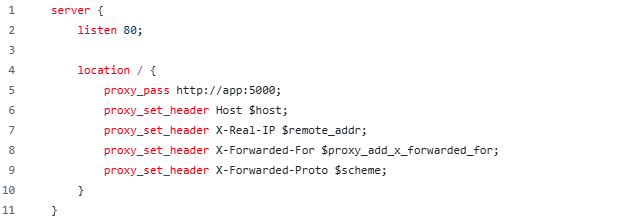 1 server {
2     listen 80;
3
4     location / {
5         proxy_pass http://app:5000;
6         proxy_set_header Host $host;
7         proxy_set_header X-Real-IP $remote_addr;
8         proxy_set_header X-Forwarded-For $proxy_add_x_forwarded_for;
9         proxy_set_header X-Forwarded-Proto $scheme;
10     }
11 }